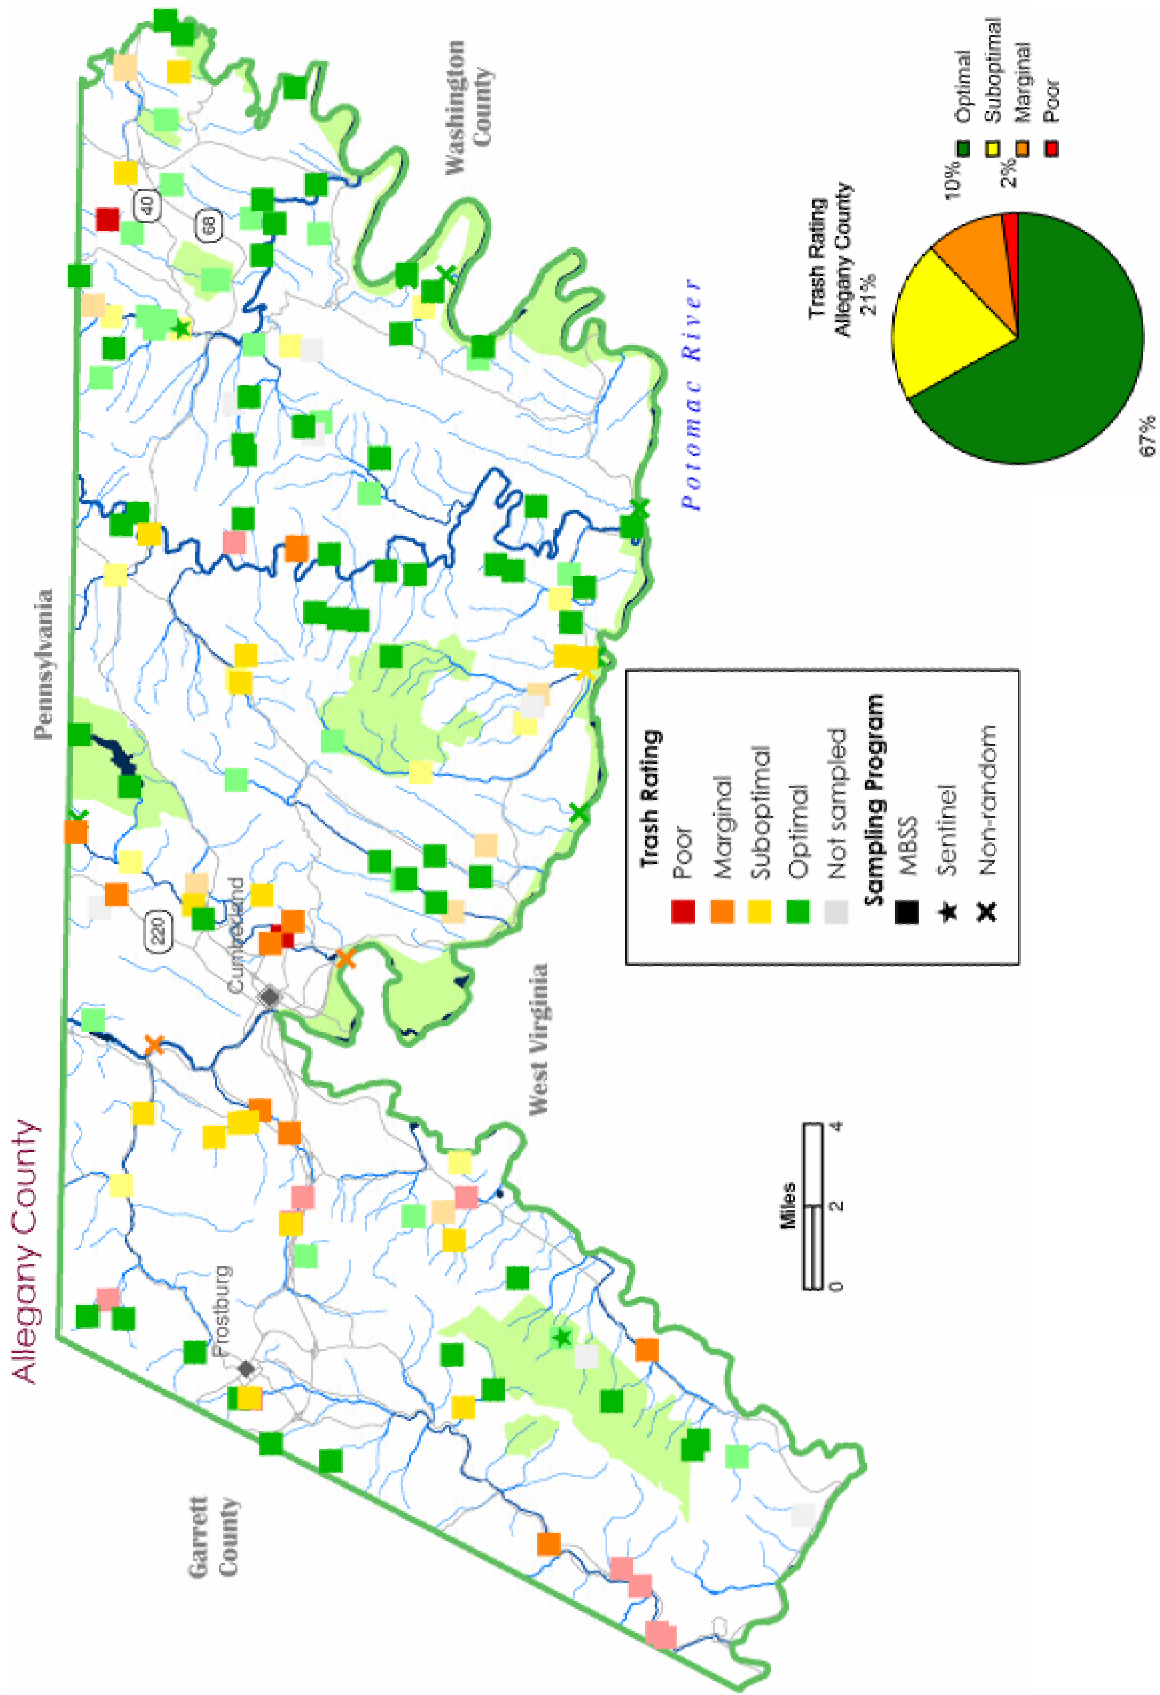 Allegany County
Pennsylvania
Garrett
County
Frostburg
Cumberland
220
40
68
West Virginia
Washington
County
Potomac River
Miles
0
2
4
Trash Rating
Poor
Marginal
Suboptimal
Optimal
Not sampled
Sampling Program
MBSS
Sentinel
Non-random
Trash Rating
Allegany County
21%
10%
2%
67%
Optimal
Suboptimal
Marginal
Poor